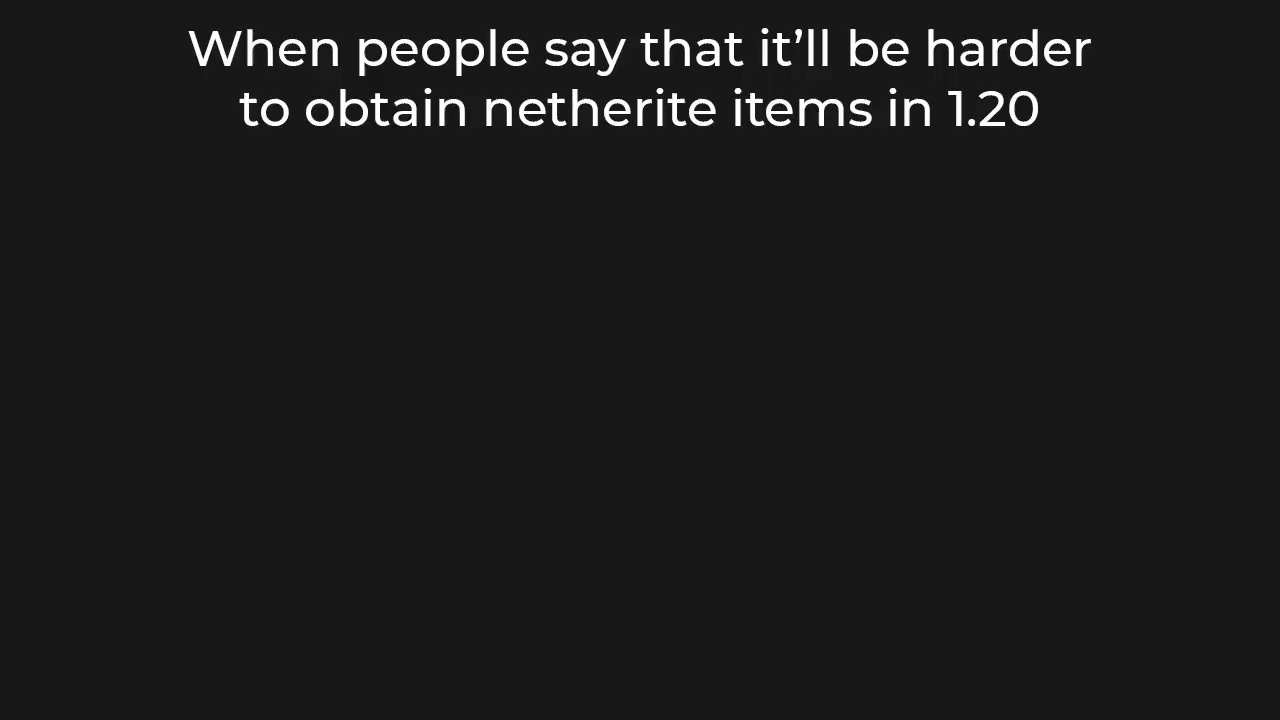 When people say that it’ll be harder
to obtain netherite items in 1.20